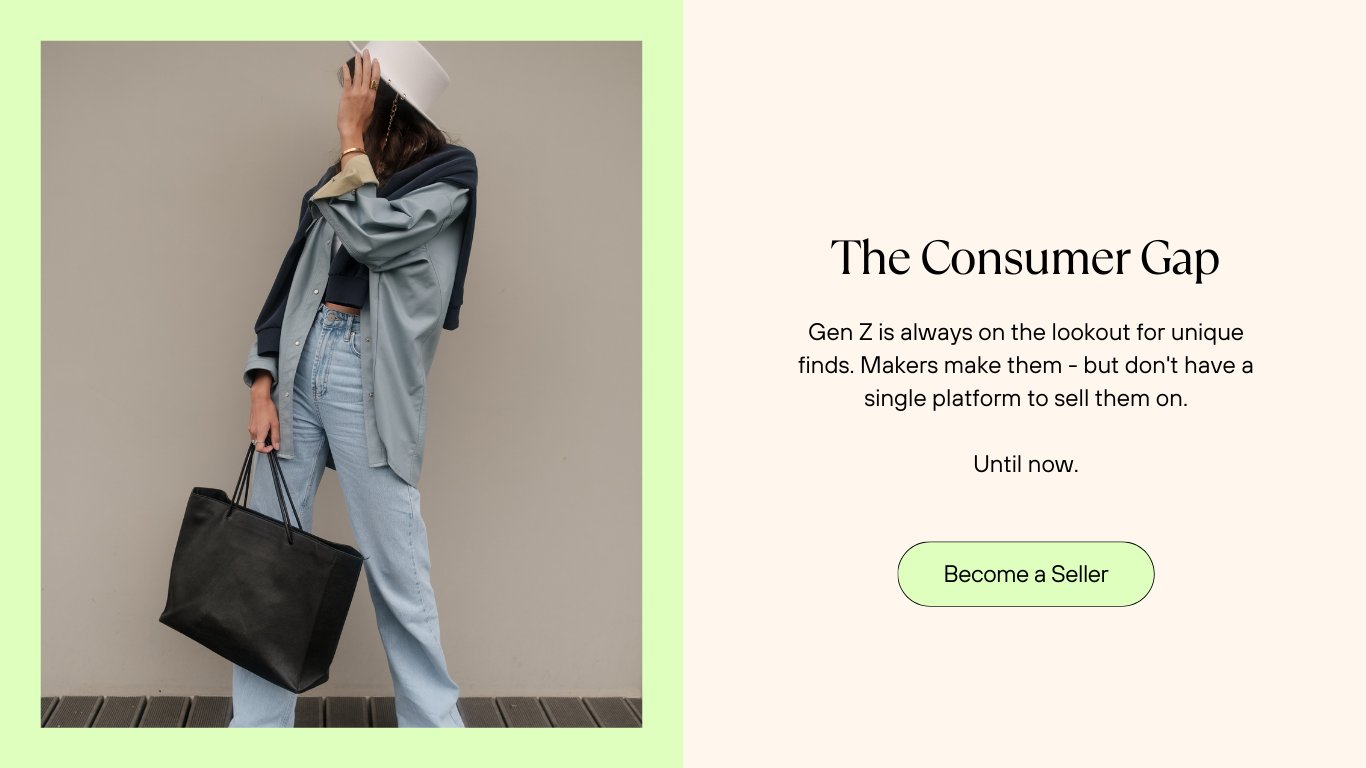 The Consumer Gap
Gen Z is always on the lookout for unique
finds. Makers make them - but don't have a
single platform to sell them on.
Until now.
Become a Seller